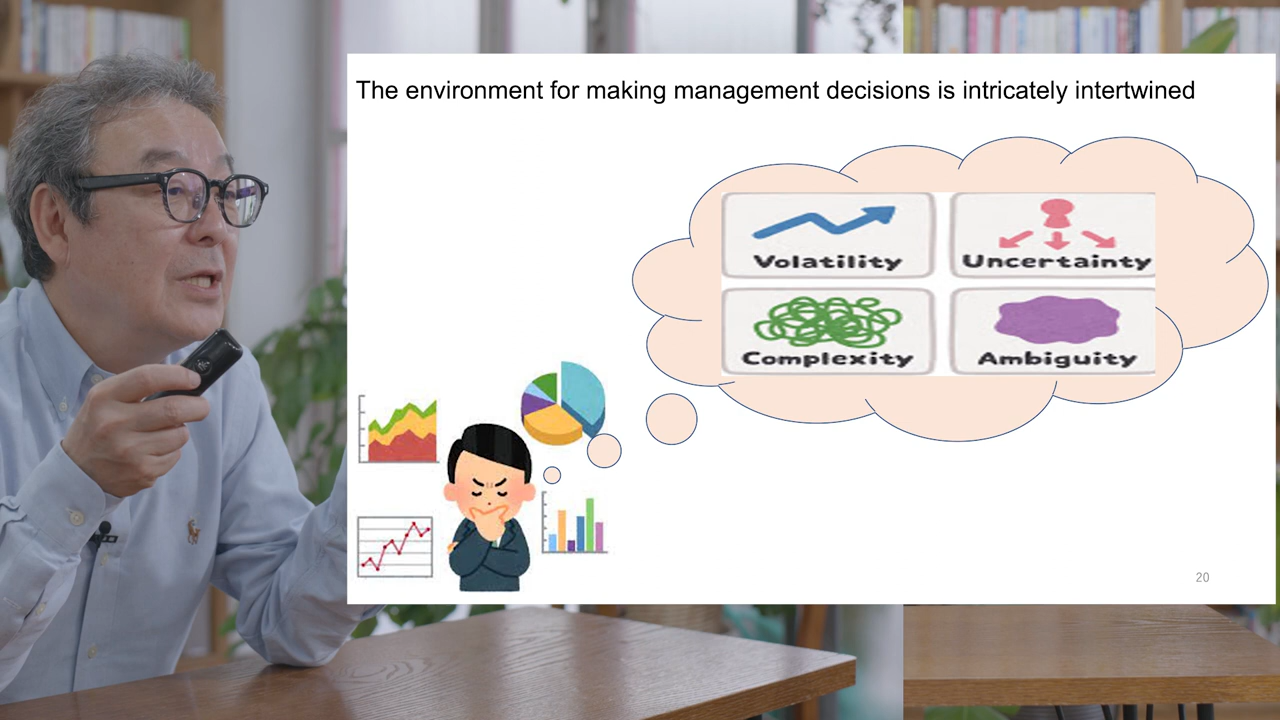 The environment for making management decisions is intricately intertwined
Volatility
Uncertainty
Complexity
Ambiguity
20